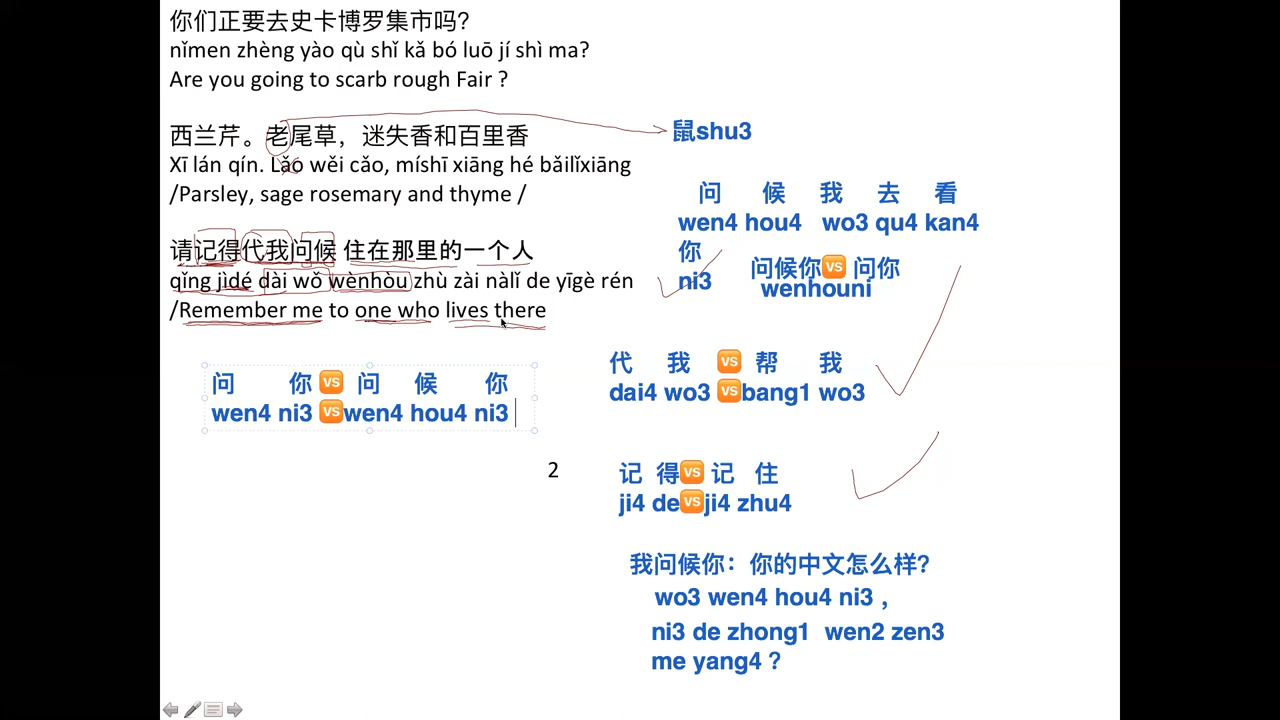 你们正要去史卡博罗集市吗?
nǐmen zhèng yào qù shǐ kǎ bó luō jí shì ma?
Are you going to scarb rough Fair ?
西兰芹。老尾草，迷失香和百里香
Xī lán qín. Lǎo wěi cǎo, míshī xiāng hé bǎilǐxiāng
/Parsley, sage rosemary and thyme /
请记得代我问候 住在那里的一个人
qǐng jìdé dài wǒ wènhòu zhù zài nàlǐ de yīgè rén
/Remember me to one who lives there
问 你 VS 问 候 你
wen4 ni3 VS wen4 hou4 ni3
2
鼠shu3
问 候 我 去 看
wen4 hou4 wo3 qu4 kan4
你
ni3
问候你 VS 问你
wenhouni
代 我 VS 帮 我
dai4 wo3 VS bang1 wo3
记 得 VS 记 住
ji4 de VS ji4 zhu4
我问候你：你的中文怎么样?
wo3 wen4 hou4 ni3 ，
ni3 de zhong1 wen2 zen3
me yang4 ？